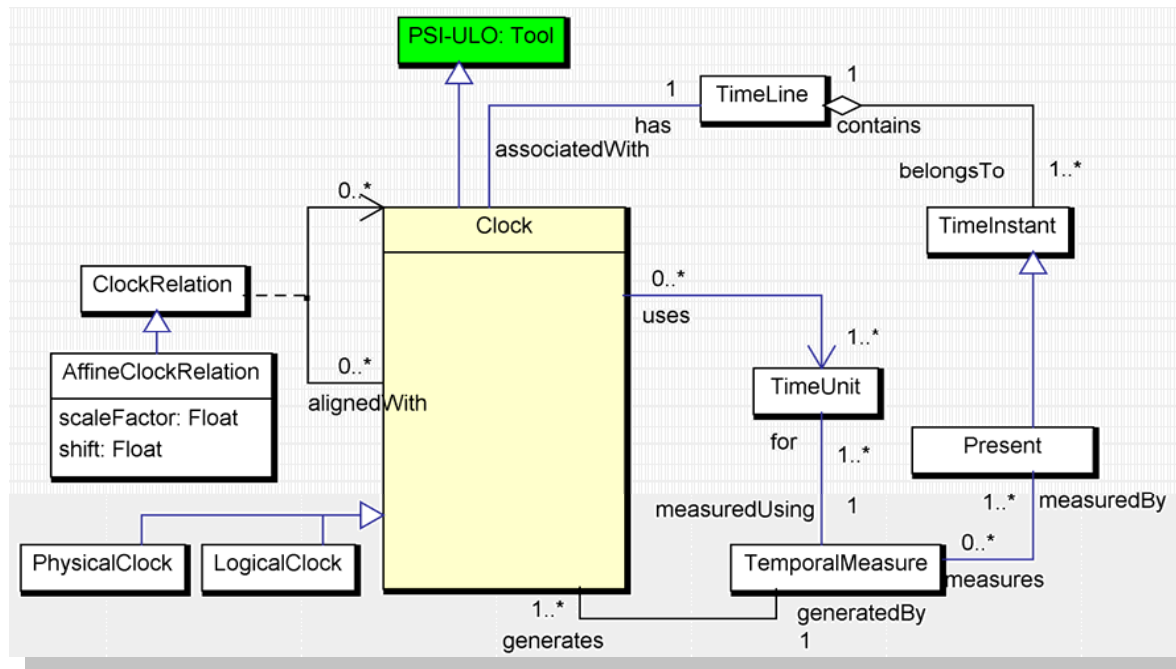 PSI-ULO: Tool
1
TimeLine
1
has
contains
associatedWith
belongsTo
1..*
0..*
Clock
TimeInstant
ClockRelation
0..*
uses
1..*
AffineClockRelation
scaleFactor: Float
shift: Float
0..*
alignedWith
TimeUnit
for
1..*
Present
measuredUsing
1
1..*
measuredBy
PhysicalClock
LogicalClock
TemporalMeasure
0..*
measures
1..*
generatedBy
generates
1